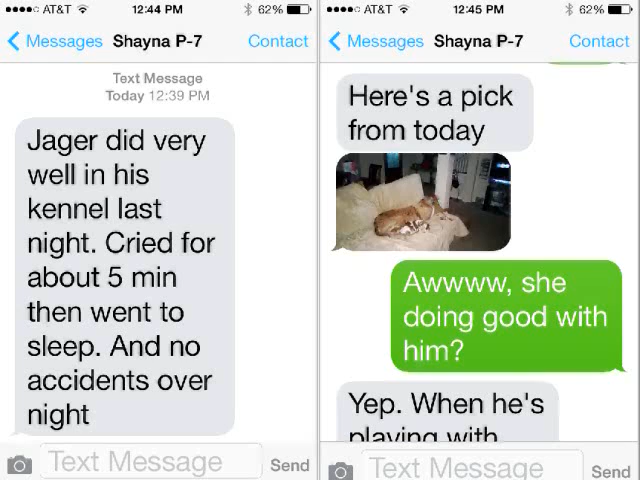 AT&T 12:44 PM 62%
Messages Shayna P-7 Contact
Text Message
Today 12:39 PM
Jager did very
well in his
kennel last
night. Cried for
about 5 min
then went to
sleep. And no
accidents over
night
Text Message Send
AT&T 12:45 PM 62%
Messages Shayna P-7 Contact
Here's a pick
from today
Awwww, she
doing good with
him?
Yep. When he's
playing with
Text Message Send